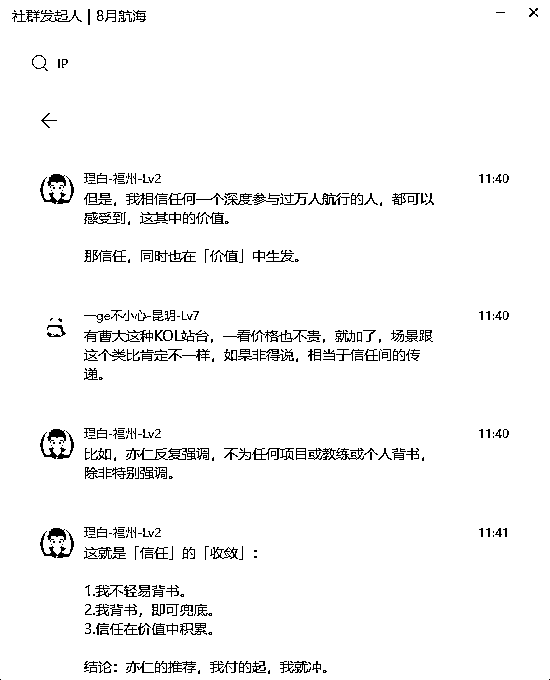 社群发起人 | 8月航海
IP
理白-福州-Lv2 11:40
但是，我相信任何一个深度参与过万人航行的人，都可以
感受到，这其中的价值。
那信任，同时也在「价值」中生发。
一ge不小心-昆明-Lv7 11:40
有曹大这种KOL站台，一看价格也不贵，就加了，场景跟
这个类比肯定不一样，如果非得说，相当于信任间的传
递。
理白-福州-Lv2 11:40
比如，亦仁反复强调，不为任何项目或教练或个人背书，
除非特别强调。
理白-福州-Lv2 11:41
这就是「信任」的「收敛」：
1.我不轻易背书。
2.我背书，即可兜底。
3.信任在价值中积累。
结论：亦仁的推荐，我付的起，我就冲。